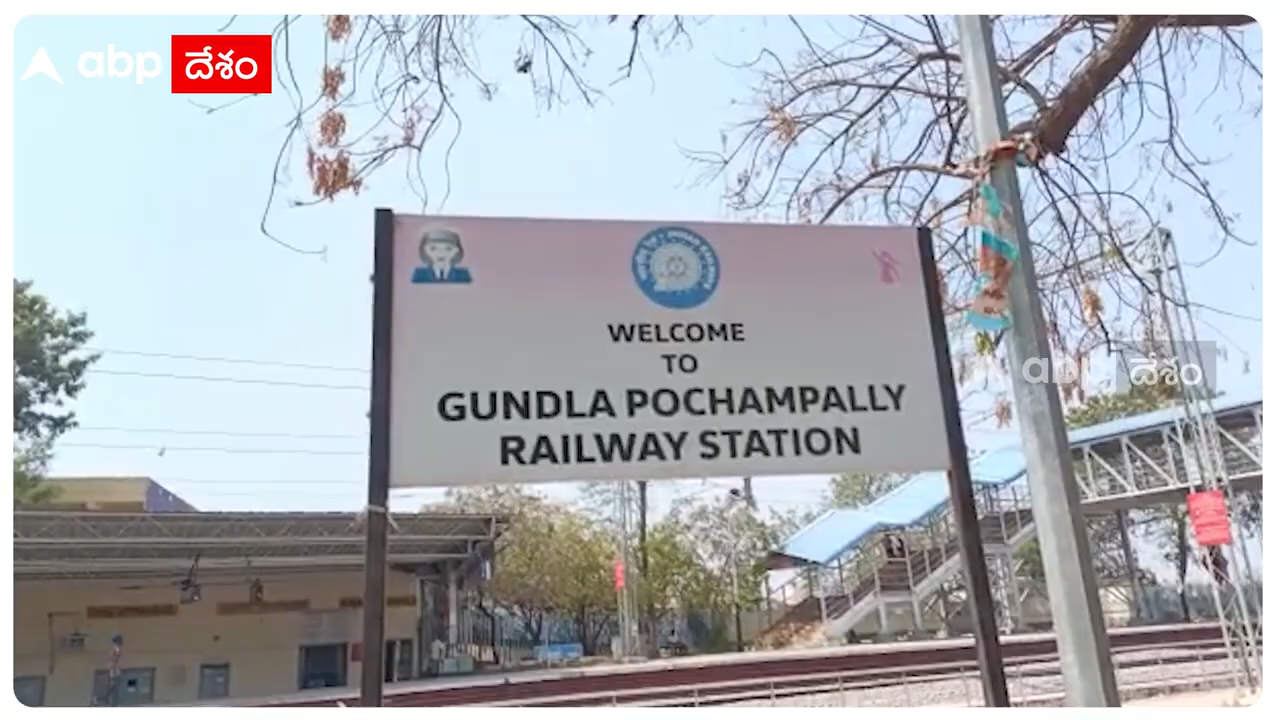 abp దేశం
WELCOME
TO
GUNDLA POCHAMPALLY
RAILWAY STATION
abp దేశం